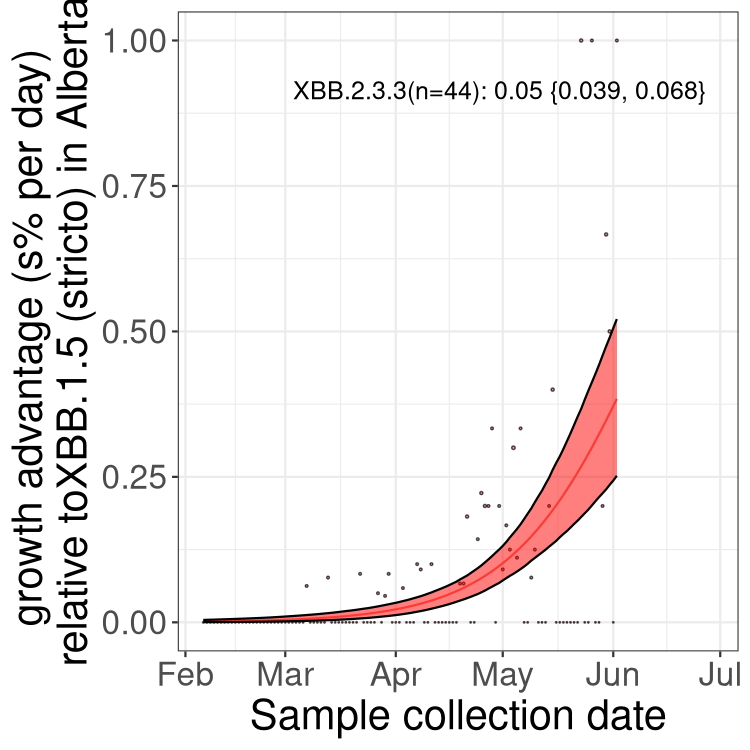 growth advantage (s% per day)
relative toXBB.1.5 (stricto) in Alberta
1.00
0.75
0.50
0.25
0.00
XBB.2.3.3(n=44): 0.05 {0.039, 0.068}
Feb Mar Apr May Jun Jul
Sample collection date